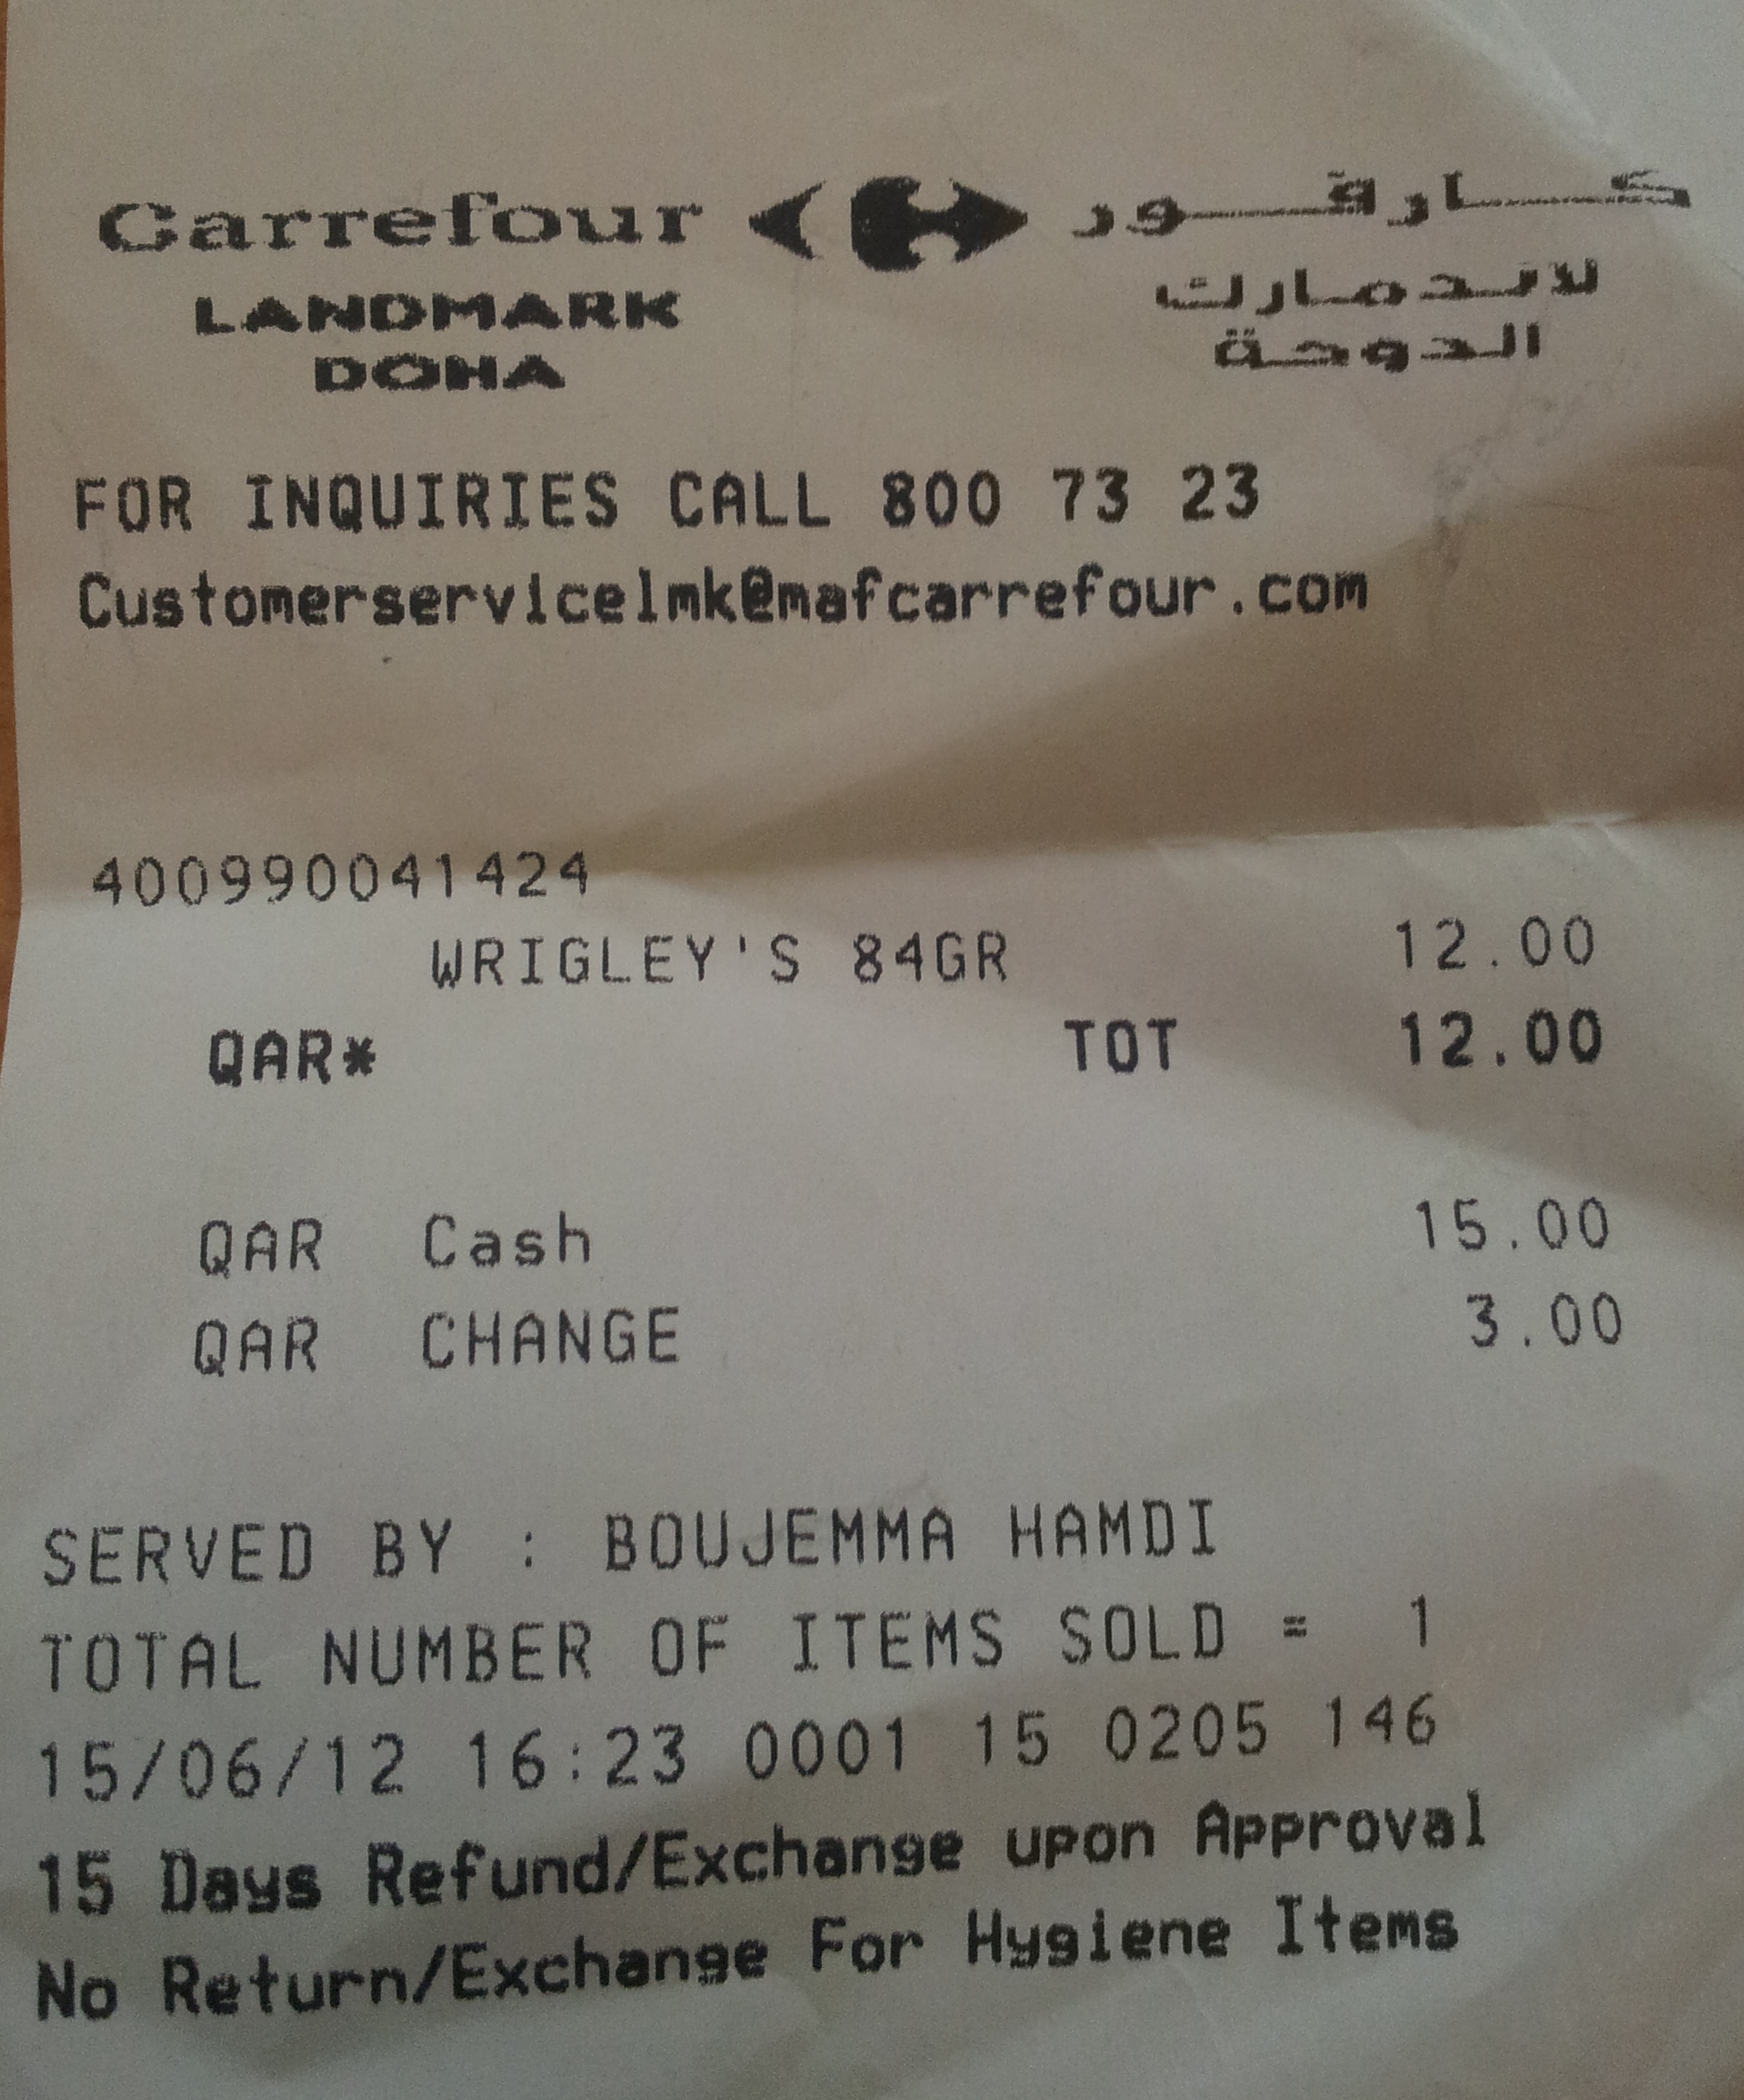 Carrefour كارفور
LANDMARK لاندمارك
DOHA الدوحة
FOR INQUIRIES CALL 800 73 23
Customerservicelmk@mafcarrefour.com
400990041424
WRIGLEY'S 84GR 12.00
QAR* TOT 12.00
QAR Cash 15.00
QAR CHANGE 3.00
SERVED BY : BOUJEMMA HAMDI
TOTAL NUMBER OF ITEMS SOLD = 1
15/06/12 16:23 0001 15 0205 146
15 Days Refund/Exchange upon Approval
No Return/Exchange For Hygiene Items